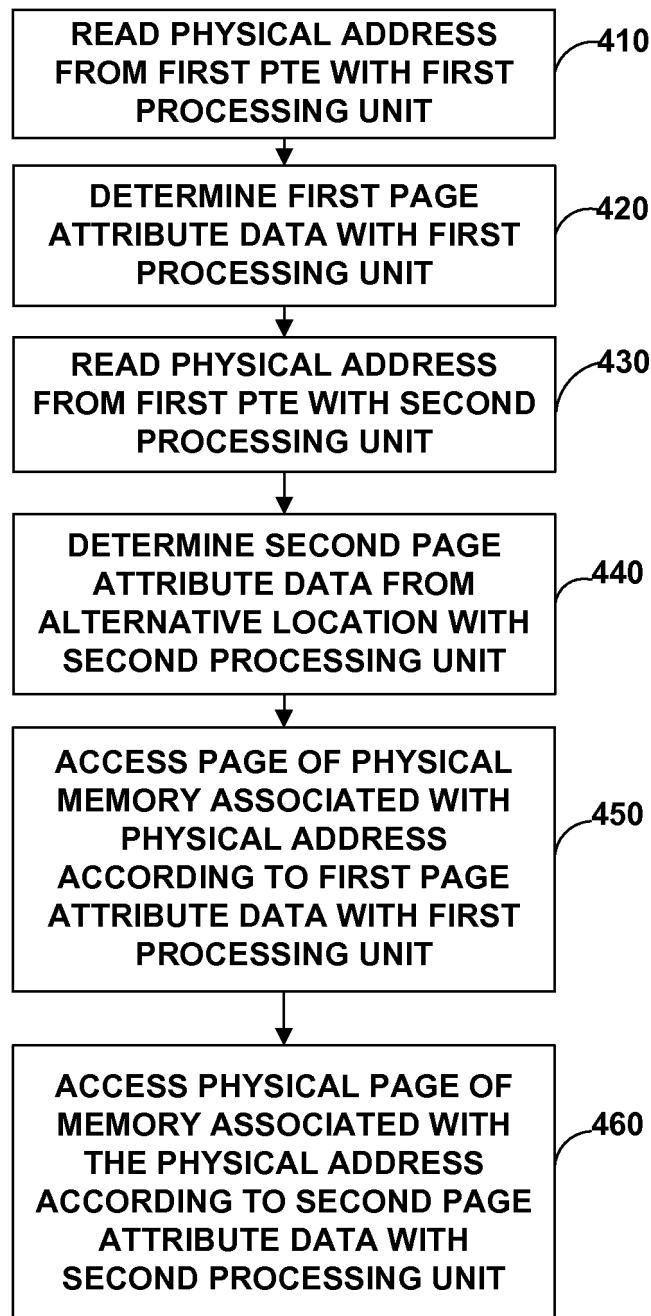 READ PHYSICAL ADDRESS
FROM FIRST PTE WITH FIRST
PROCESSING UNIT
410
DETERMINE FIRST PAGE
ATTRIBUTE DATA WITH FIRST
PROCESSING UNIT
420
READ PHYSICAL ADDRESS
FROM FIRST PTE WITH SECOND
PROCESSING UNIT
430
DETERMINE SECOND PAGE
ATTRIBUTE DATA FROM
ALTERNATIVE LOCATION WITH
SECOND PROCESSING UNIT
440
ACCESS PAGE OF PHYSICAL
MEMORY ASSOCIATED WITH
PHYSICAL ADDRESS
ACCORDING TO FIRST PAGE
ATTRIBUTE DATA WITH FIRST
PROCESSING UNIT
450
ACCESS PHYSICAL PAGE OF
MEMORY ASSOCIATED WITH
THE PHYSICAL ADDRESS
ACCORDING TO SECOND PAGE
ATTRIBUTE DATA WITH
SECOND PROCESSING UNIT
460